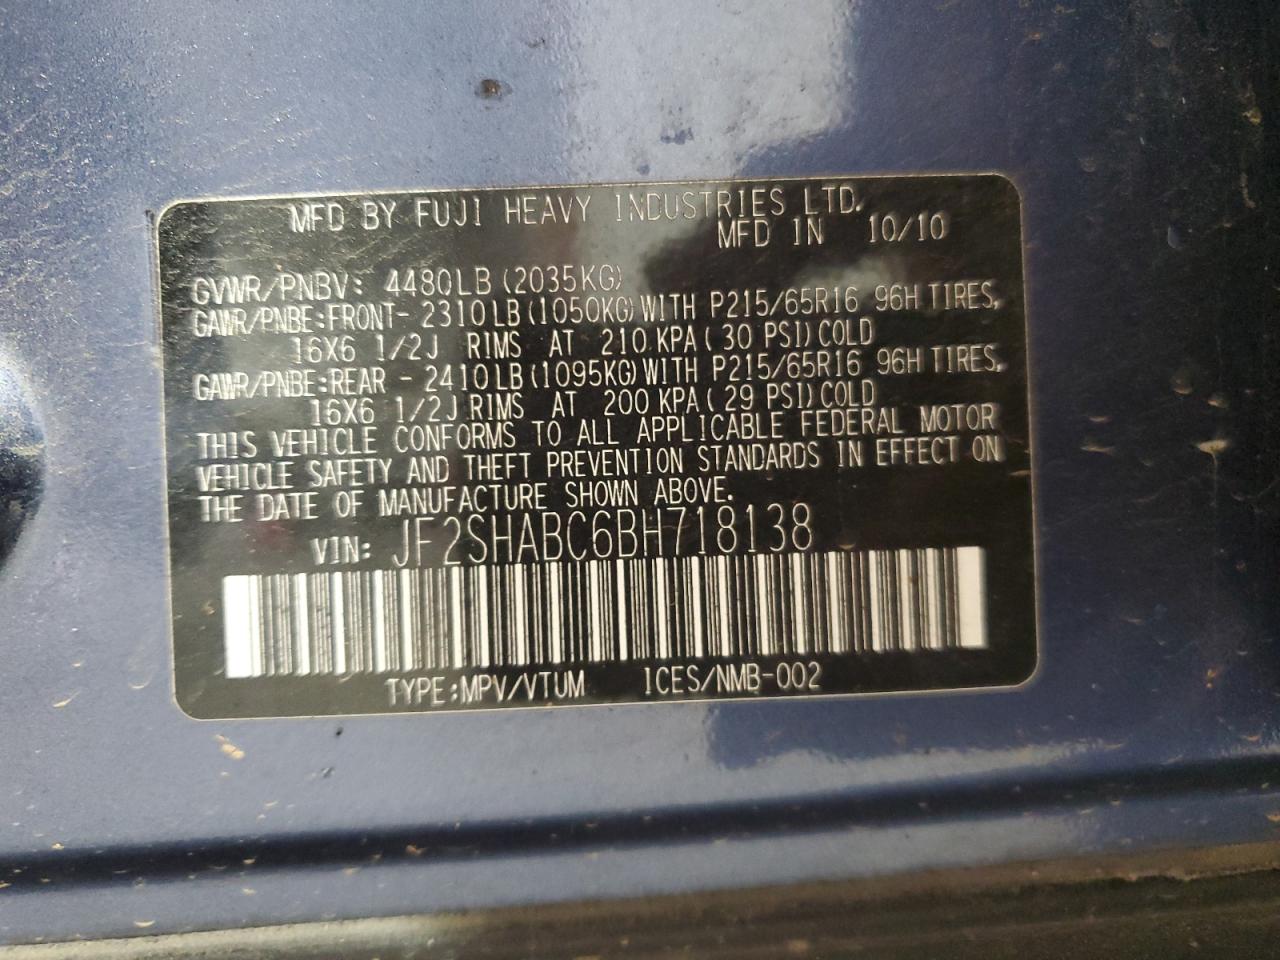 MFD BY FUJI HEAVY INDUSTRIES LTD.
MFD IN 10/10
GVWR/PNBV: 4480LB (2035KG)
GAWR/PNBE:FRONT- 2310LB(1050KG)WITH P215/65R16 96H TIRES,
16X6 1/2J RIMS AT 210 KPA(30 PSI)COLD
GAWR/PNBE:REAR - 2410LB(1095KG)WITH P215/65R16 96H TIRES,
16X6 1/2J RIMS AT 200 KPA(29 PSI)COLD
THIS VEHICLE CONFORMS TO ALL APPLICABLE FEDERAL MOTOR
VEHICLE SAFETY AND THEFT PREVENTION STANDARDS IN EFFECT ON
THE DATE OF MANUFACTURE SHOWN ABOVE.
VIN: JF2SHABC6BH718138
TYPE:MPV/VTUM ICES/NMB-002